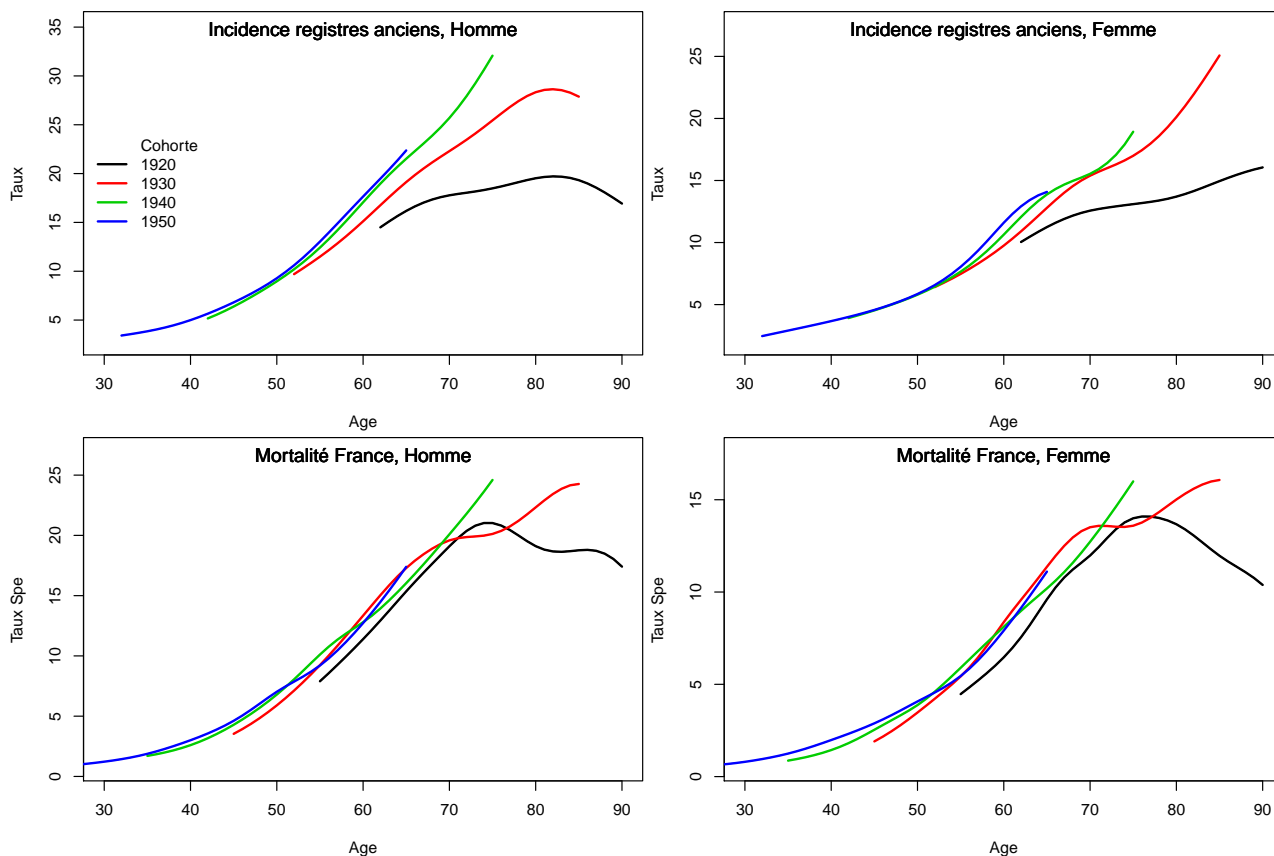 Incidence registres anciens, Homme
Taux
35
30
25
20
15
10
5
Cohorte
1920
1930
1940
1950
30 40 50 60 70 80 90
Age
Incidence registres anciens, Femme
Taux
25
20
15
10
5
30 40 50 60 70 80 90
Age
Mortalité France, Homme
Taux Spe
25
20
15
10
5
0
30 40 50 60 70 80 90
Age
Mortalité France, Femme
Taux Spe
15
10
5
0
30 40 50 60 70 80 90
Age